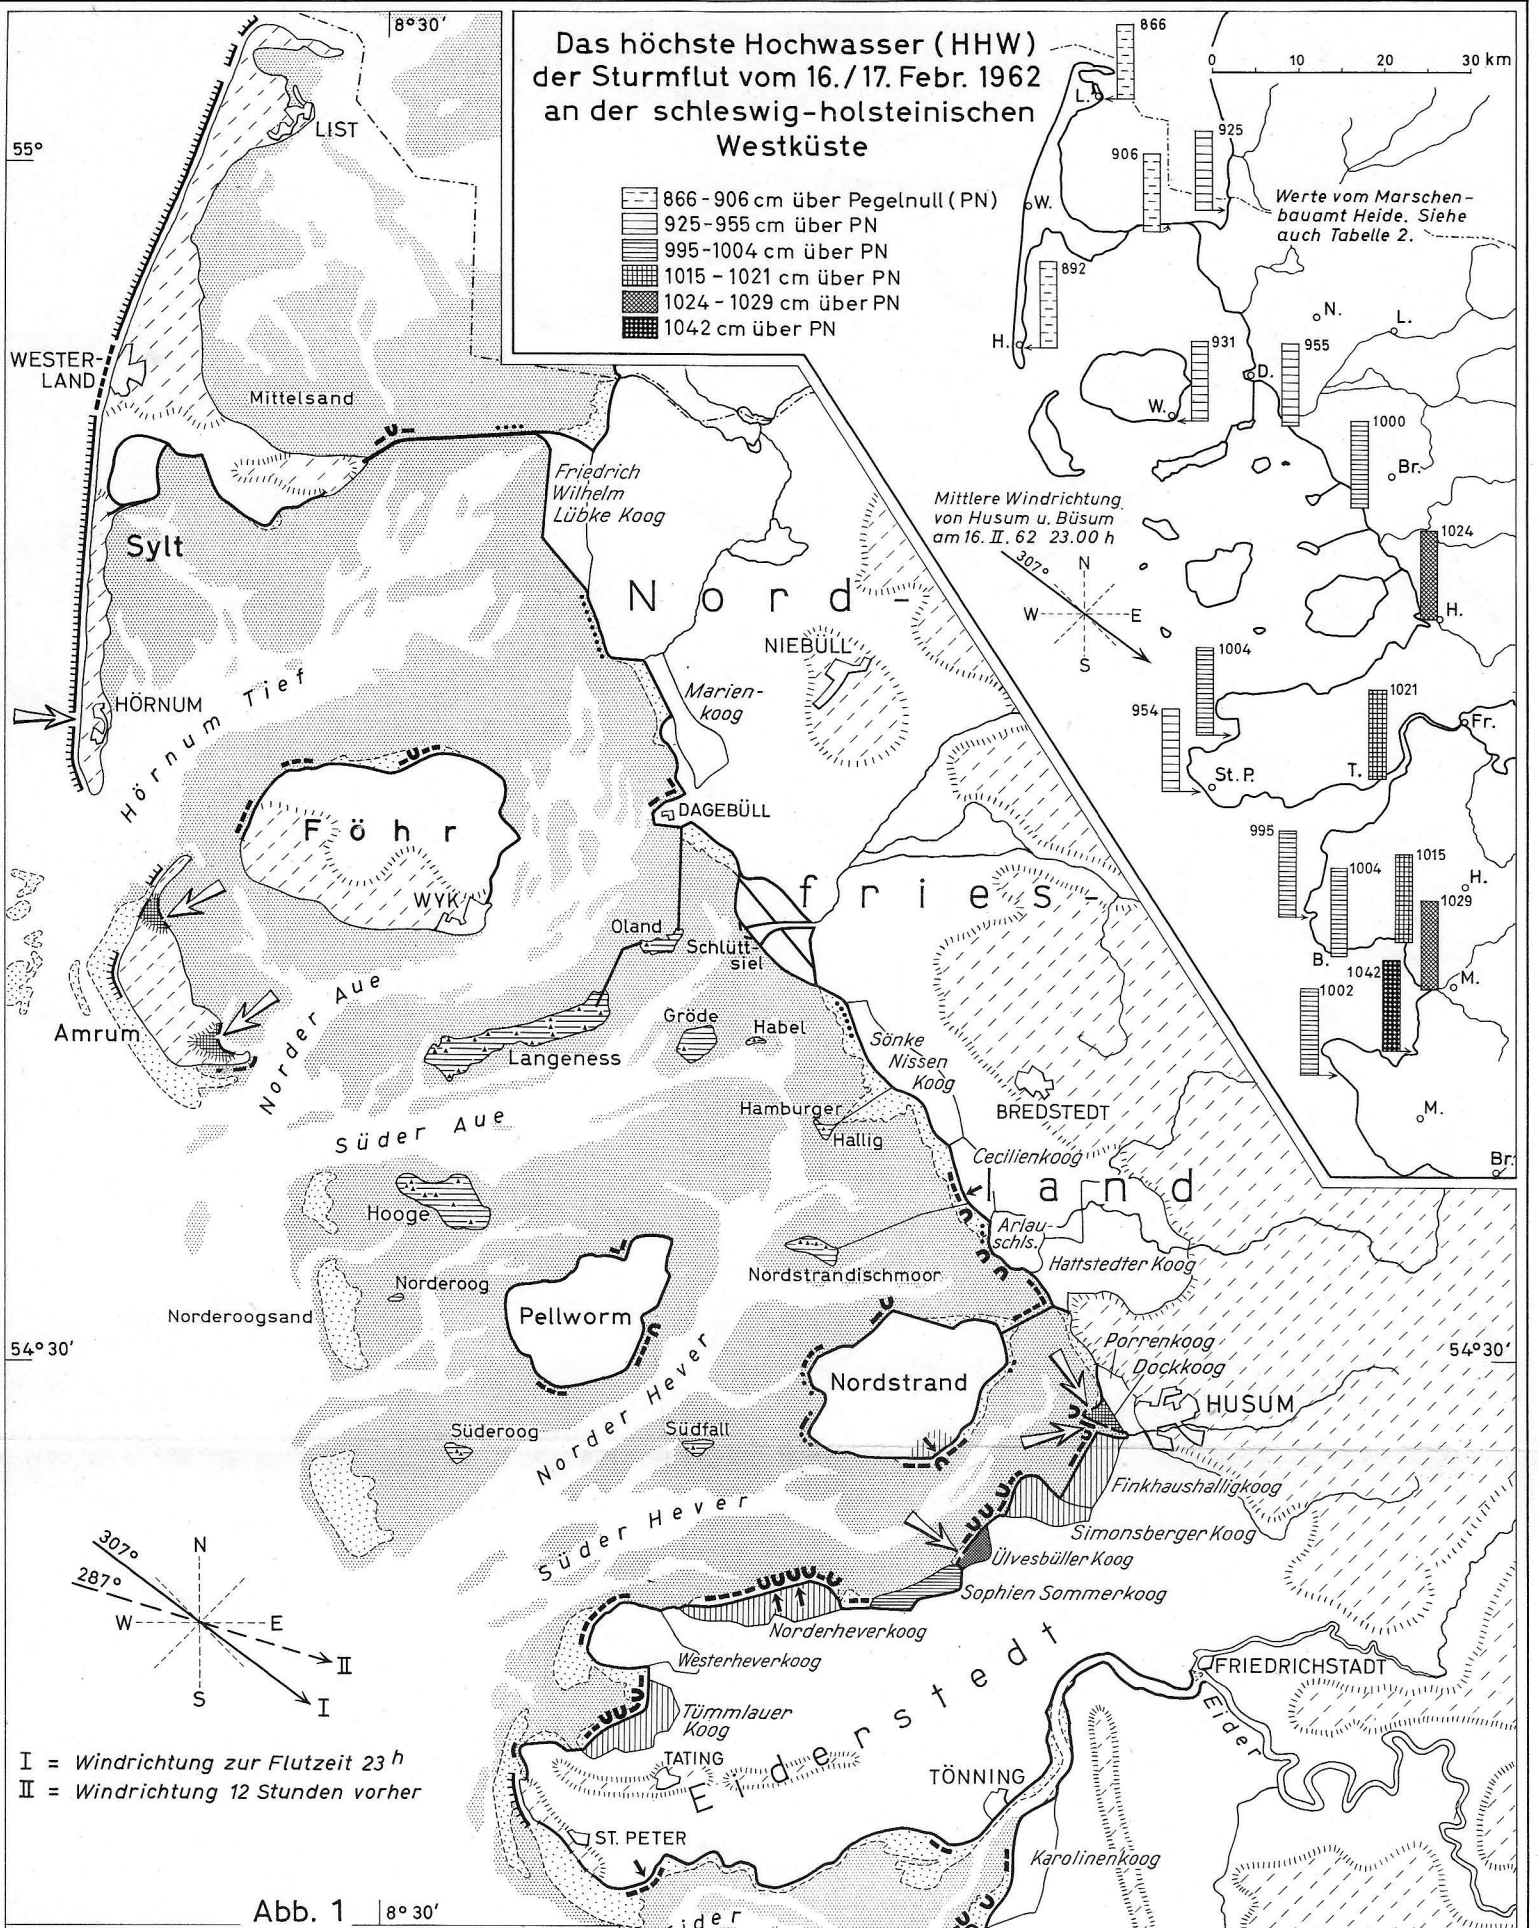 8°30'
55°
LIST
WESTER-
LAND
Mittelsand
Sylt
HÖRNUM
Hörnum Tief
Das höchste Hochwasser (HHW)
der Sturmflut vom 16./17. Febr. 1962
an der schleswig-holsteinischen
Westküste
866-906 cm über Pegelnull (PN)
925-955 cm über PN
995-1004 cm über PN
1015-1021 cm über PN
1024-1029 cm über PN
1042 cm über PN
0 10 20 30 km
866
L.
925
906
W.
Werte vom Marschen-
bauamt Heide. Siehe
auch Tabelle 2.
892
H.
N.
L.
931
955
D.
W.
1000
Br.
Mittlere Windrichtung
von Husum u. Büsum
am 16. II. 62 23.00 h
307°
N
W E
S
1024
H.
1004
954
1021
Fr.
St. P.
T.
995
1004
1015
H.
1029
B.
1042
M.
1002
M.
Br.
Friedrich
Wilhelm
Lübke Koog
Nord-
NIEBÜLL
Marien-
koog
DAGEBÜLL
Föhr
WYK
fries-
Oland
Schlütt-
siel
Amrum
Norder Aue
Langeness
Gröde
Habel
Sönke
Nissen
Koog
BREDSTEDT
Süder Aue
Hamburger
Hallig
Cecilienkoog
land
Hooge
Arlau-
schls.
Hattstedter Koog
Nordstrandischmoor
Norderoog
Norderoogsand
Pellworm
54°30'
54°30'
Porrenkoog
Dockkoog
HUSUM
Nordstrand
Norder Hever
Süderoog
Südfall
Finkhaushalligkoog
Simonsberger Koog
Süder Hever
Ülvesbüller Koog
Sophien Sommerkoog
Norderheverkoog
Westerheverkoog
307°
287°
N
W E
S
II
I
Tümmlauer
Koog
TATING
Eiderstedt
FRIEDRICHSTADT
Eider
TÖNNING
I = Windrichtung zur Flutzeit 23 h
II = Windrichtung 12 Stunden vorher
ST. PETER
Karolinenkoog
Abb. 1
8°30'
ider